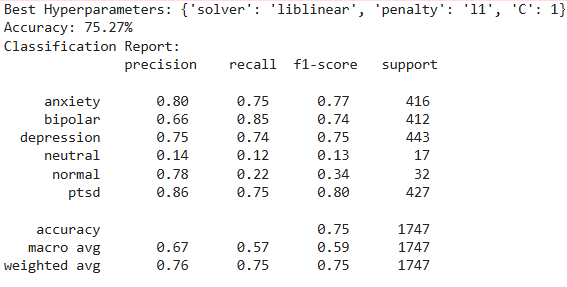 Best Hyperparameters: {'solver': 'liblinear', 'penalty': 'l1', 'C': 1}
Accuracy: 75.27%
Classification Report:
precision recall f1-score support
anxiety 0.80 0.75 0.77 416
bipolar 0.66 0.85 0.74 412
depression 0.75 0.74 0.75 443
neutral 0.14 0.12 0.13 17
normal 0.78 0.22 0.34 32
ptsd 0.86 0.75 0.80 427
accuracy 0.75 1747
macro avg 0.67 0.57 0.59 1747
weighted avg 0.76 0.75 0.75 1747